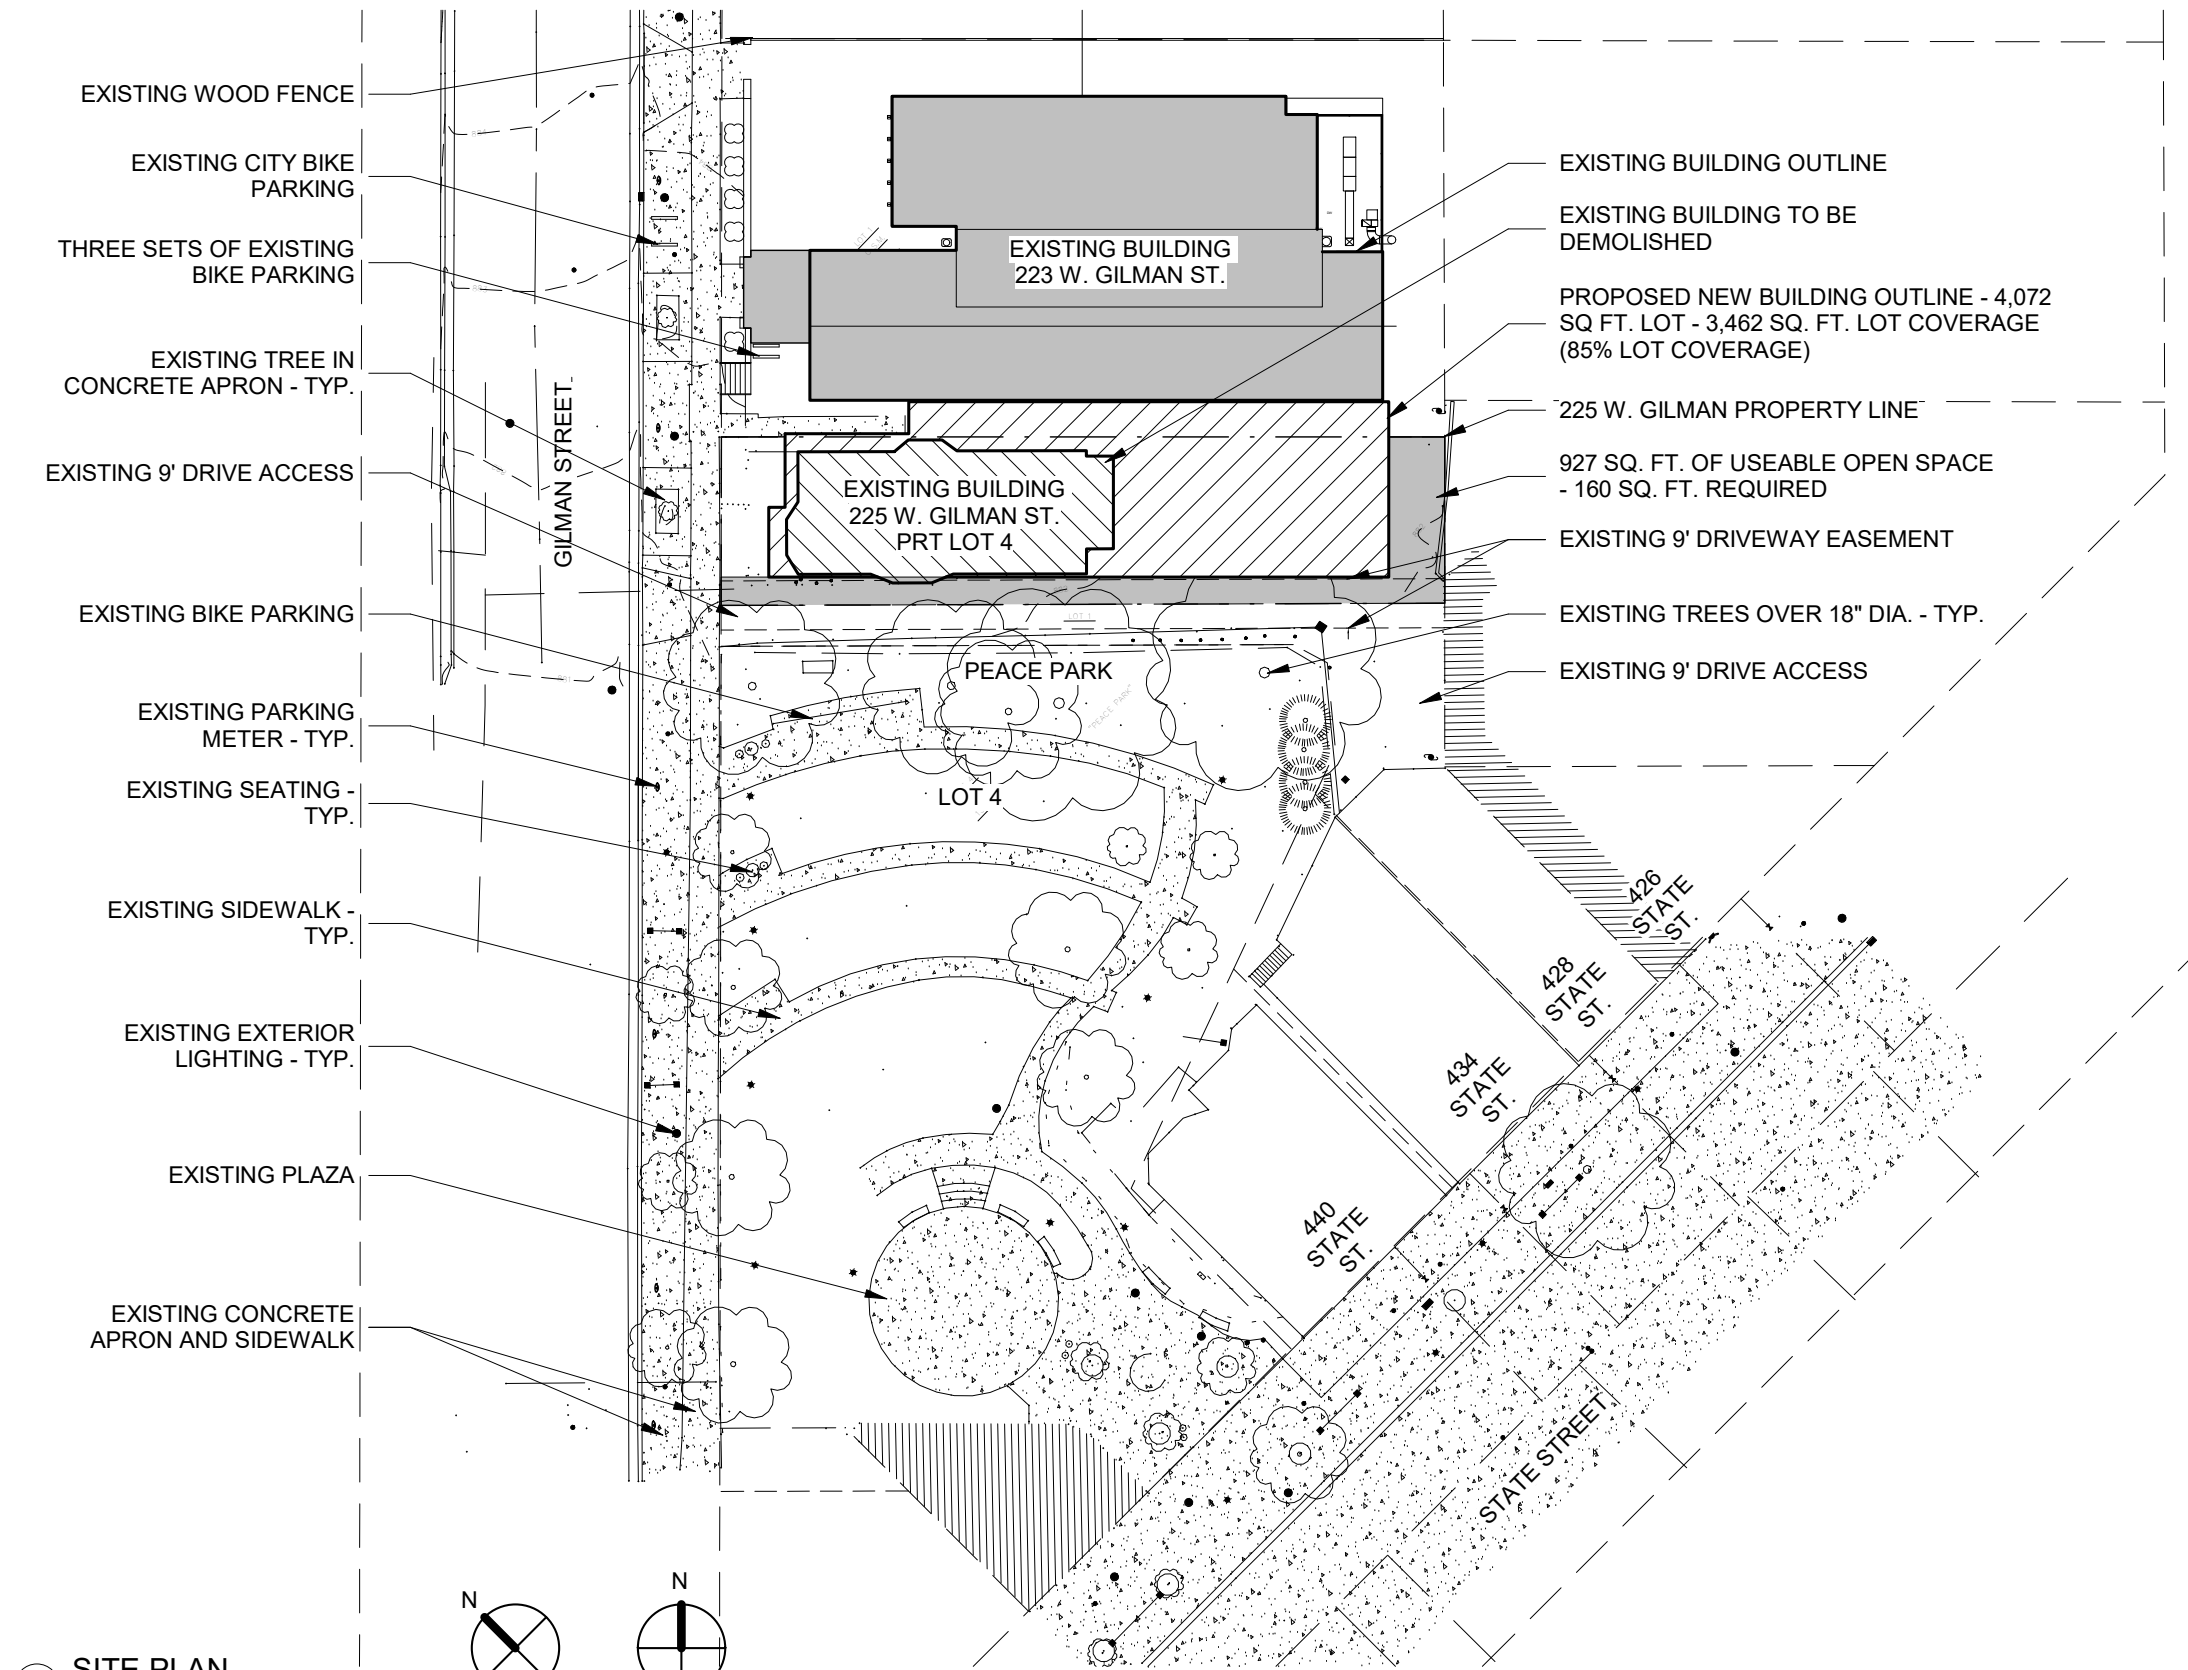 EXISTING WOOD FENCE
EXISTING CITY BIKE
PARKING
THREE SETS OF EXISTING
BIKE PARKING
EXISTING TREE IN
CONCRETE APRON - TYP.
EXISTING 9' DRIVE ACCESS
EXISTING BIKE PARKING
EXISTING PARKING
METER - TYP.
EXISTING SEATING -
TYP.
EXISTING SIDEWALK -
TYP.
EXISTING EXTERIOR
LIGHTING - TYP.
EXISTING PLAZA
EXISTING CONCRETE
APRON AND SIDEWALK
GILMAN STREET
EXISTING BUILDING
223 W. GILMAN ST.
EXISTING BUILDING
225 W. GILMAN ST.
PRT LOT 4
PEACE PARK
"PEACE PARK"
LOT 4
EXISTING BUILDING OUTLINE
EXISTING BUILDING TO BE
DEMOLISHED
PROPOSED NEW BUILDING OUTLINE - 4,072
SQ FT. LOT - 3,462 SQ. FT. LOT COVERAGE
(85% LOT COVERAGE)
225 W. GILMAN PROPERTY LINE
927 SQ. FT. OF USEABLE OPEN SPACE
- 160 SQ. FT. REQUIRED
EXISTING 9' DRIVEWAY EASEMENT
EXISTING TREES OVER 18" DIA. - TYP.
EXISTING 9' DRIVE ACCESS
426
STATE
ST.
428
STATE
ST.
434
STATE
ST.
440
STATE
ST.
STATE STREET
N
N
SITE PLAN